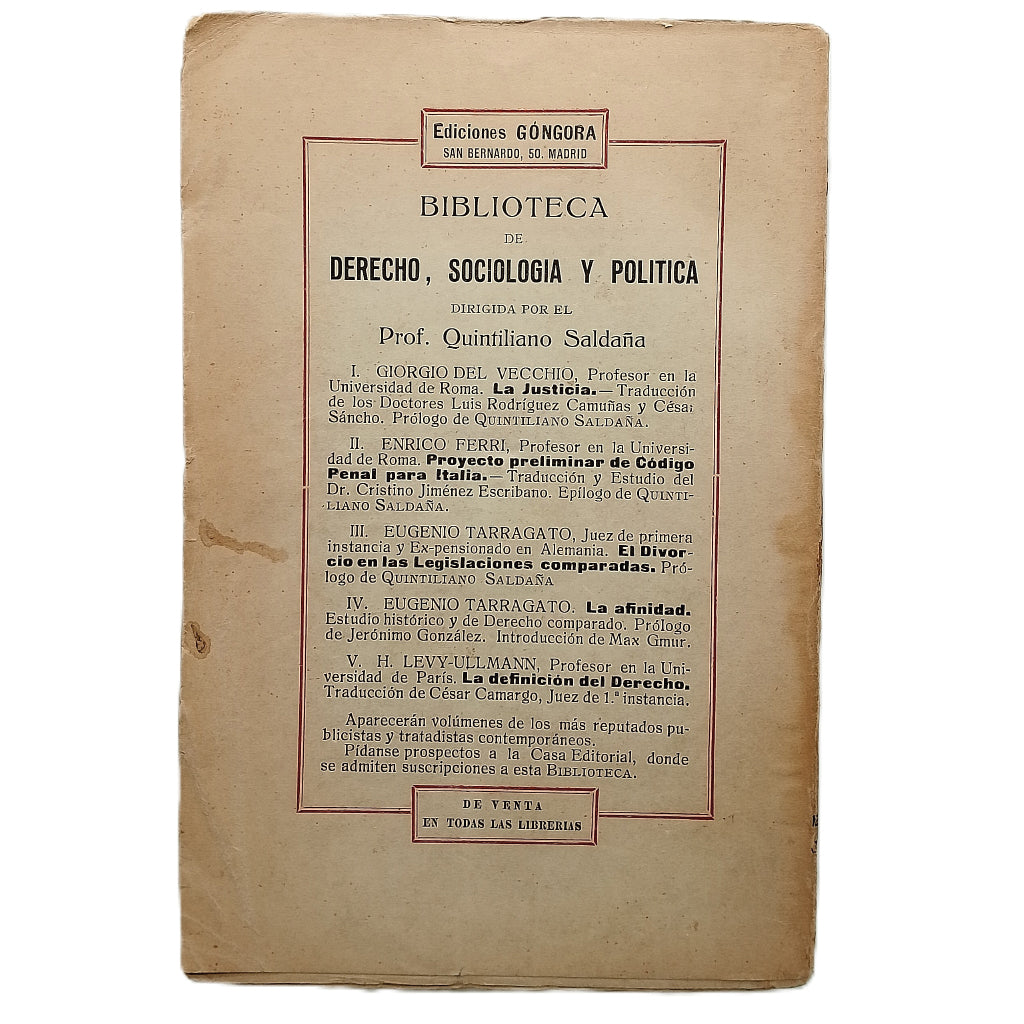 Ediciones GÓNGORA
SAN BERNARDO, 50. MADRID
BIBLIOTECA
DE
DERECHO, SOCIOLOGIA Y POLITICA
DIRIGIDA POR EL
Prof. Quintiliano Saldaña
I. GIORGIO DEL VECCHIO, Profesor en la
Universidad de Roma. La Justicia.—Traducción
de los Doctores Luis Rodríguez Camuñas y César
Sáncho. Prólogo de QUINTILIANO SALDAÑA.
II. ENRICO FERRI, Profesor en la Universi-
dad de Roma. Proyecto preliminar de Código
Penal para Italia.—Traducción y Estudio del
Dr. Cristino Jiménez Escribano. Epílogo de QUINTI-
LIANO SALDAÑA.
III. EUGENIO TARRAGATO, Juez de primera
instancia y Ex-pensionado en Alemania. El Divor-
cio en las Legislaciones comparadas. Pró-
logo de QUINTILIANO SALDAÑA
IV. EUGENIO TARRAGATO. La afinidad.
Estudio histórico y de Derecho comparado. Prólogo
de Jerónimo González. Introducción de Max Gmur.
V. H. LEVY-ULLMANN, Profesor en la Uni-
versidad de París. La definición del Derecho.
Traducción de César Camargo, Juez de 1.ª instancia.
Aparecerán volúmenes de los más reputados pu-
blicistas y tratadistas contemporáneos.
Pídanse prospectos a la Casa Editorial, donde
se admiten suscripciones a esta BIBLIOTECA.
DE VENTA
EN TODAS LAS LIBRERIAS